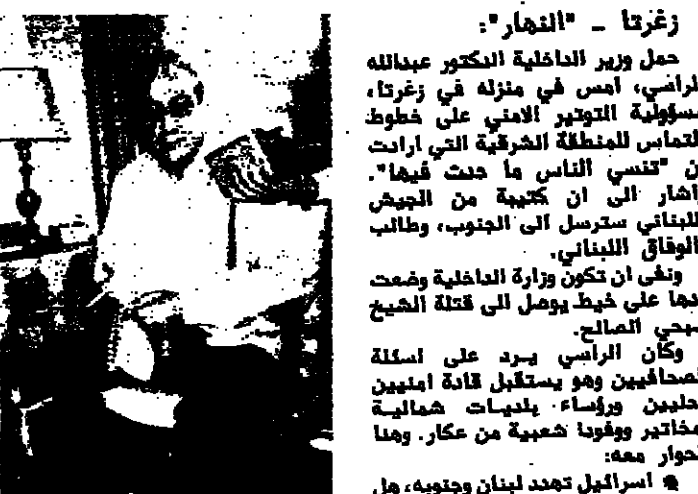 زغرتا – "النهار":
حمل وزير الداخلية الدكتور عبدالله
الراسي، امس في منزله في زغرتا،
مسؤولية التوتير الامني على خطوط
التماس للمنطقة الشرقية التي ارادت
ان "تنسي الناس ما حدث فيها".
واشار الى ان كتيبة من الجيش
اللبناني سترسل الى الجنوب، وطالب
بالوفاق اللبناني.
ونفى ان تكون وزارة الداخلية وضعت
يدها على خيط يوصل الى قتلة الشيخ
صبحي الصالح.
وكان الراسي يرد على اسئلة
الصحافيين وهو يستقبل قادة امنيين
محليين ورؤساء بلديات شمالية
ومخاتير ووفودا شعبية من عكار. وهنا
الحوار معه:
● اسرائيل تهدد لبنان وجنوبه، هل